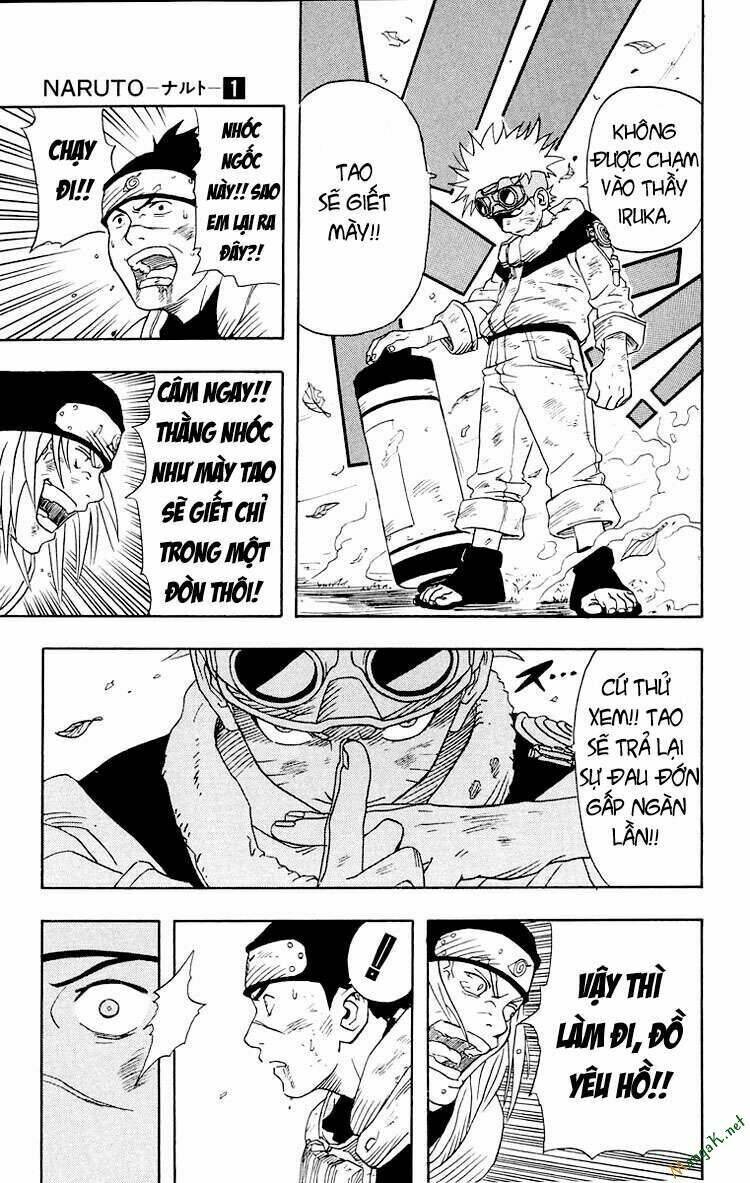 NARUTO —ナルト— 1
KHÔNG
ĐƯỢC CHẠM
VÀO THẦY
IRUKA.
TAO
SẼ GIẾT
MÀY!!
NHÓC
NGỐC
NÀY!! SAO
EM LẠI RA
ĐÂY?!
CHẠY
ĐI!!
CÂM NGAY!!
THẰNG NHÓC
NHƯ MÀY TAO
SẼ GIẾT CHỈ
TRONG MỘT
ĐÒN THÔI!
CỨ THỬ
XEM!! TAO
SẼ TRẢ LẠI
SỰ ĐAU ĐỚN
GẤP NGÀN
LẦN!!
ス...
VẬY THÌ
LÀM ĐI, ĐỒ
YÊU HỒ!!
!
MangaK.net